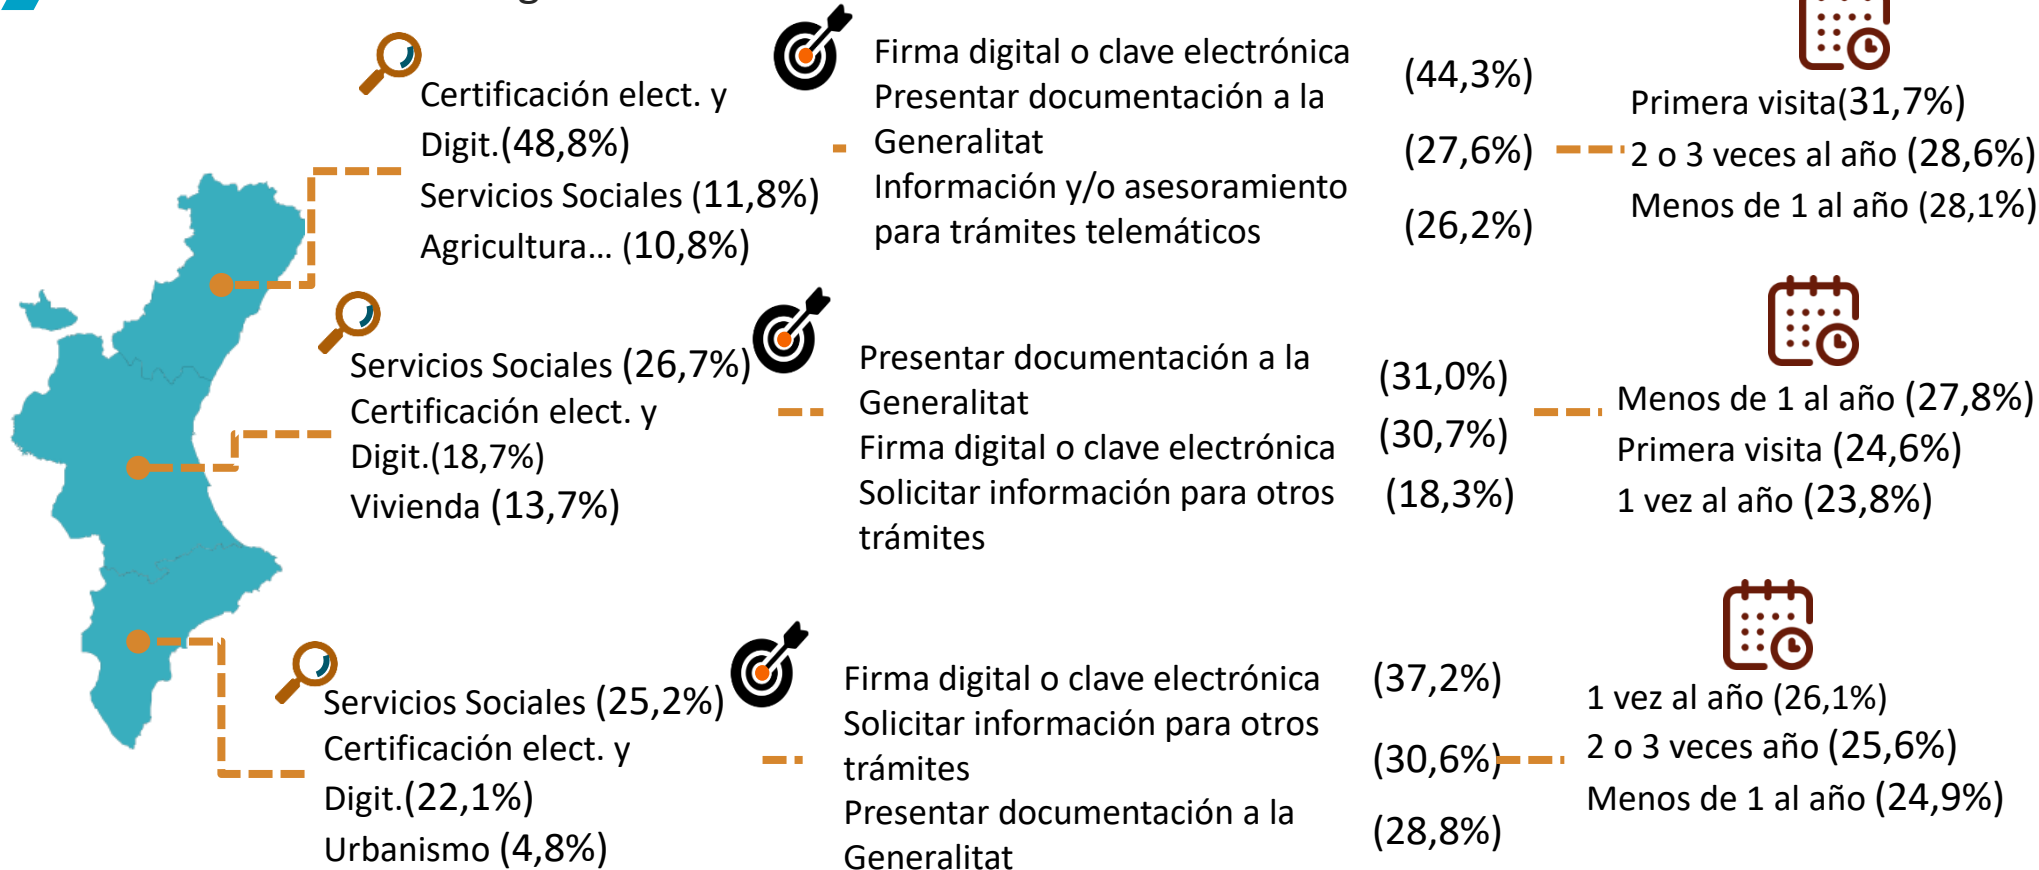 Certificación elect. y
Digit.(48,8%)
Servicios Sociales (11,8%)
Agricultura... (10,8%)
Firma digital o clave electrónica
Presentar documentación a la
Generalitat
Información y/o asesoramiento
para trámites telemáticos
(44,3%)
(27,6%)
(26,2%)
Primera visita(31,7%)
2 o 3 veces al año (28,6%)
Menos de 1 al año (28,1%)
Servicios Sociales (26,7%)
Certificación elect. y
Digit.(18,7%)
Vivienda (13,7%)
Presentar documentación a la
Generalitat
Firma digital o clave electrónica
Solicitar información para otros
trámites
(31,0%)
(30,7%)
(18,3%)
Menos de 1 al año (27,8%)
Primera visita (24,6%)
1 vez al año (23,8%)
Servicios Sociales (25,2%)
Certificación elect. y
Digit.(22,1%)
Urbanismo (4,8%)
Firma digital o clave electrónica
Solicitar información para otros
trámites
Presentar documentación a la
Generalitat
(37,2%)
(30,6%)
(28,8%)
1 vez al año (26,1%)
2 o 3 veces año (25,6%)
Menos de 1 al año (24,9%)